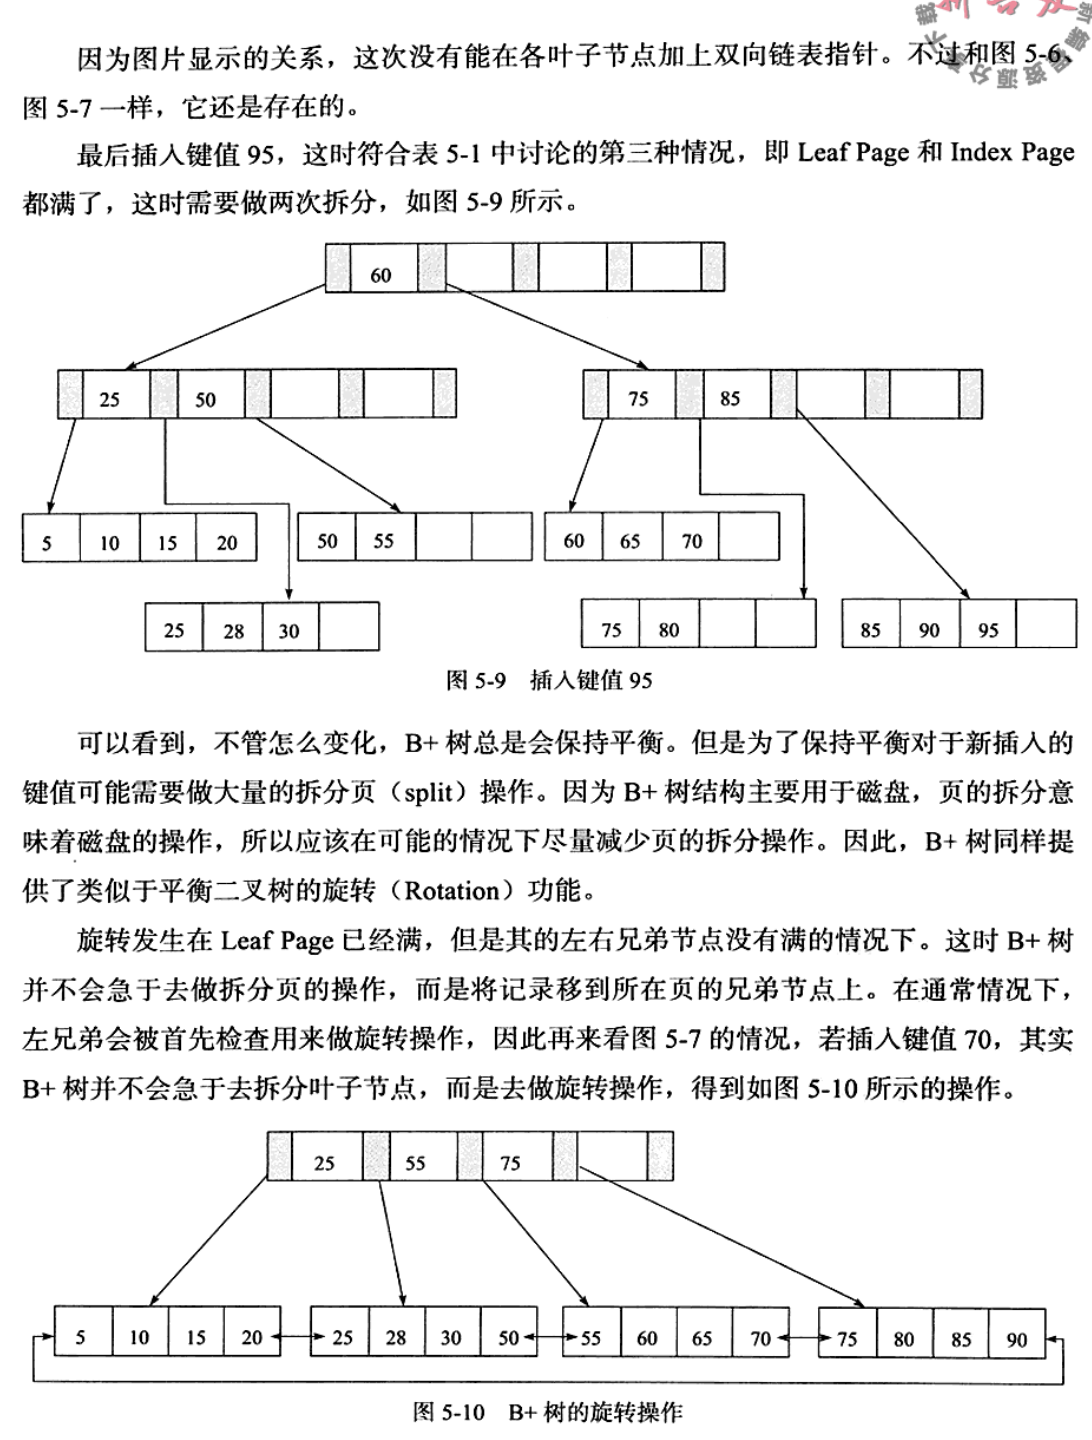 因为图片显示的关系，这次没有能在各叶子节点加上双向链表指针。不过和图 5-6、
图 5-7 一样，它还是存在的。
最后插入键值 95，这时符合表 5-1 中讨论的第三种情况，即 Leaf Page 和 Index Page
都满了，这时需要做两次拆分，如图 5-9 所示。
60
25 50 75 85
5 10 15 20 50 55 60 65 70
25 28 30 75 80 85 90 95
图 5-9 插入键值 95
可以看到，不管怎么变化，B+ 树总是会保持平衡。但是为了保持平衡对于新插入的
键值可能需要做大量的拆分页（split）操作。因为 B+ 树结构主要用于磁盘，页的拆分意
味着磁盘的操作，所以应该在可能的情况下尽量减少页的拆分操作。因此，B+ 树同样提
供了类似于平衡二叉树的旋转（Rotation）功能。
旋转发生在 Leaf Page 已经满，但是其的左右兄弟节点没有满的情况下。这时 B+ 树
并不会急于去做拆分页的操作，而是将记录移到所在页的兄弟节点上。在通常情况下，
左兄弟会被首先检查用来做旋转操作，因此再来看图 5-7 的情况，若插入键值 70，其实
B+ 树并不会急于去拆分叶子节点，而是去做旋转操作，得到如图 5-10 所示的操作。
25 55 75
5 10 15 20 25 28 30 50 55 60 65 70 75 80 85 90
图 5-10 B+ 树的旋转操作